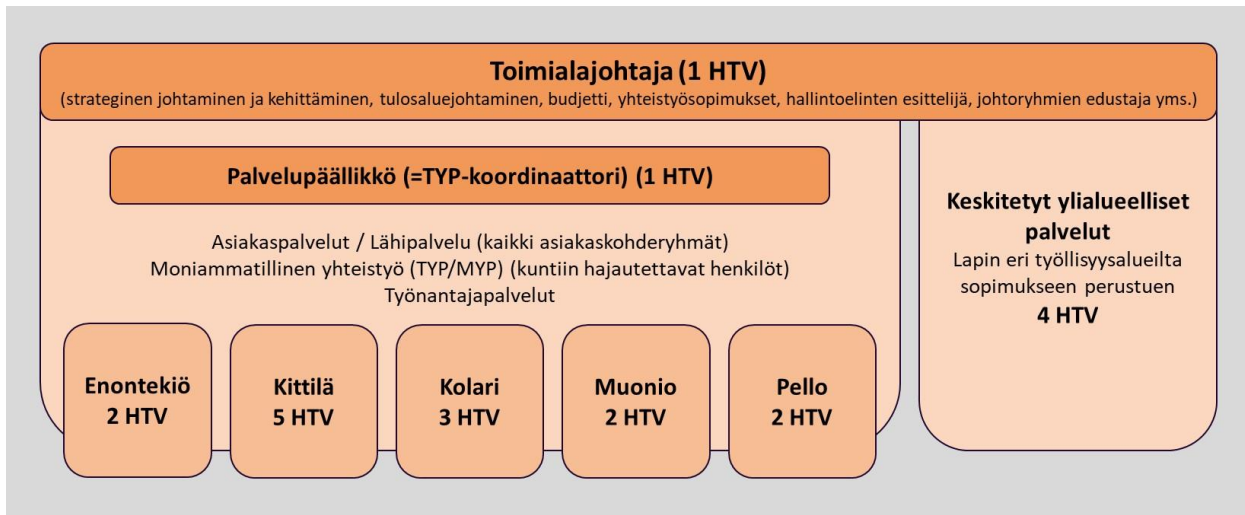 Toimialajohtaja (1 HTV)
(strateginen johtaminen ja kehittäminen, tulosaluejohtaminen, budjetti, yhteistyösopimukset, hallintoelinten esittelijä, johtoryhmien edustaja yms.)
Palvelupäällikkö (=TYP-koordinaattori) (1 HTV)
Asiakaspalvelut / Lähipalvelu (kaikki asiakaskohderyhmät)
Moniammatillinen yhteistyö (TYP/MYP) (kuntiin hajautettavat henkilöt)
Työnantajapalvelut
Enontekiö
2 HTV
Kittilä
5 HTV
Kolari
3 HTV
Muonio
2 HTV
Pello
2 HTV
Keskitetyt ylialueelliset
palvelut
Lapin eri työllisyysalueilta
sopimukseen perustuen
4 HTV